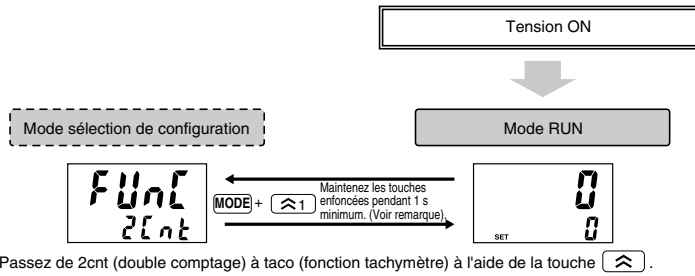 Tension ON
Mode sélection de configuration
Mode RUN
FUnC
2Cnt
MODE + 1
Maintenez les touches
enfoncées pendant 1 s
minimum. (Voir remarque).
0
SET 0
Passez de 2cnt (double comptage) à taco (fonction tachymètre) à l'aide de la touche .